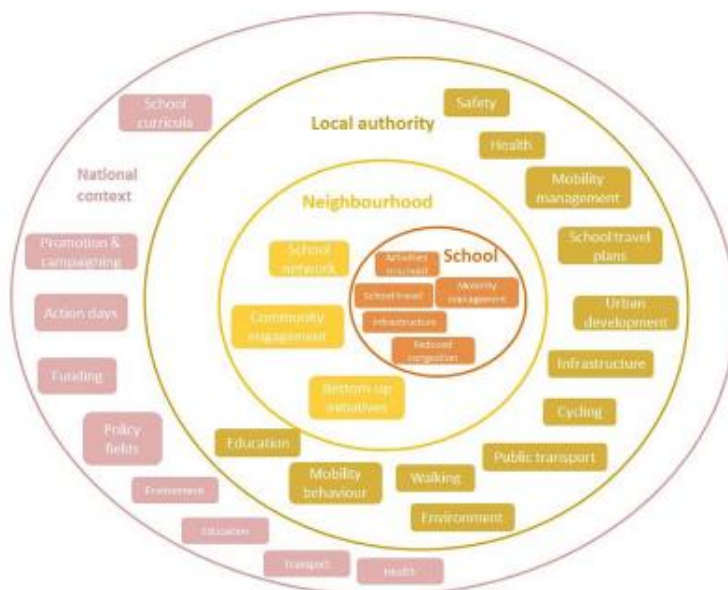 School
curricula
Safety
Local authority
Health
National
context
Mobility
management
Neighbourhood
Promotion &
campaigning
School
network
School
Activities
in school
School travel
plans
School travel
Mobility
management
Action days
Community
engagement
Infrastructure
Urban
development
Reduced
congestion
Infrastructure
Funding
Bottom-up
initiatives
Cycling
Policy
fields
Education
Public transport
Mobility
behaviour
Walking
Environment
Environment
Education
Transport
Health